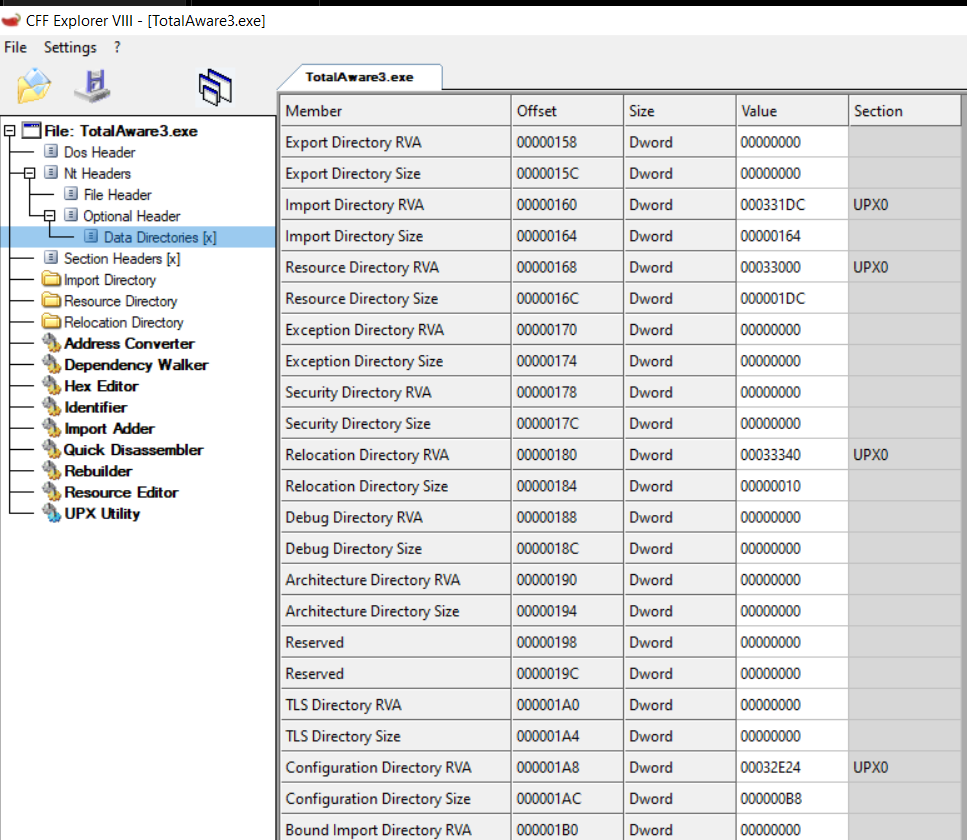 CFF Explorer VIII - [TotalAware3.exe]
File Settings ?
TotalAware3.exe
File: TotalAware3.exe
Dos Header
Nt Headers
File Header
Optional Header
Data Directories [x]
Section Headers [x]
Import Directory
Resource Directory
Relocation Directory
Address Converter
Dependency Walker
Hex Editor
Identifier
Import Adder
Quick Disassembler
Rebuilder
Resource Editor
UPX Utility
Member Offset Size Value Section
Export Directory RVA 00000158 Dword 00000000
Export Directory Size 0000015C Dword 00000000
Import Directory RVA 00000160 Dword 000331DC UPX0
Import Directory Size 00000164 Dword 00000164
Resource Directory RVA 00000168 Dword 00033000 UPX0
Resource Directory Size 0000016C Dword 000001DC
Exception Directory RVA 00000170 Dword 00000000
Exception Directory Size 00000174 Dword 00000000
Security Directory RVA 00000178 Dword 00000000
Security Directory Size 0000017C Dword 00000000
Relocation Directory RVA 00000180 Dword 00033340 UPX0
Relocation Directory Size 00000184 Dword 00000010
Debug Directory RVA 00000188 Dword 00000000
Debug Directory Size 0000018C Dword 00000000
Architecture Directory RVA 00000190 Dword 00000000
Architecture Directory Size 00000194 Dword 00000000
Reserved 00000198 Dword 00000000
Reserved 0000019C Dword 00000000
TLS Directory RVA 000001A0 Dword 00000000
TLS Directory Size 000001A4 Dword 00000000
Configuration Directory RVA 000001A8 Dword 00032E24 UPX0
Configuration Directory Size 000001AC Dword 000000B8
Bound Import Directory RVA 000001B0 Dword 00000000